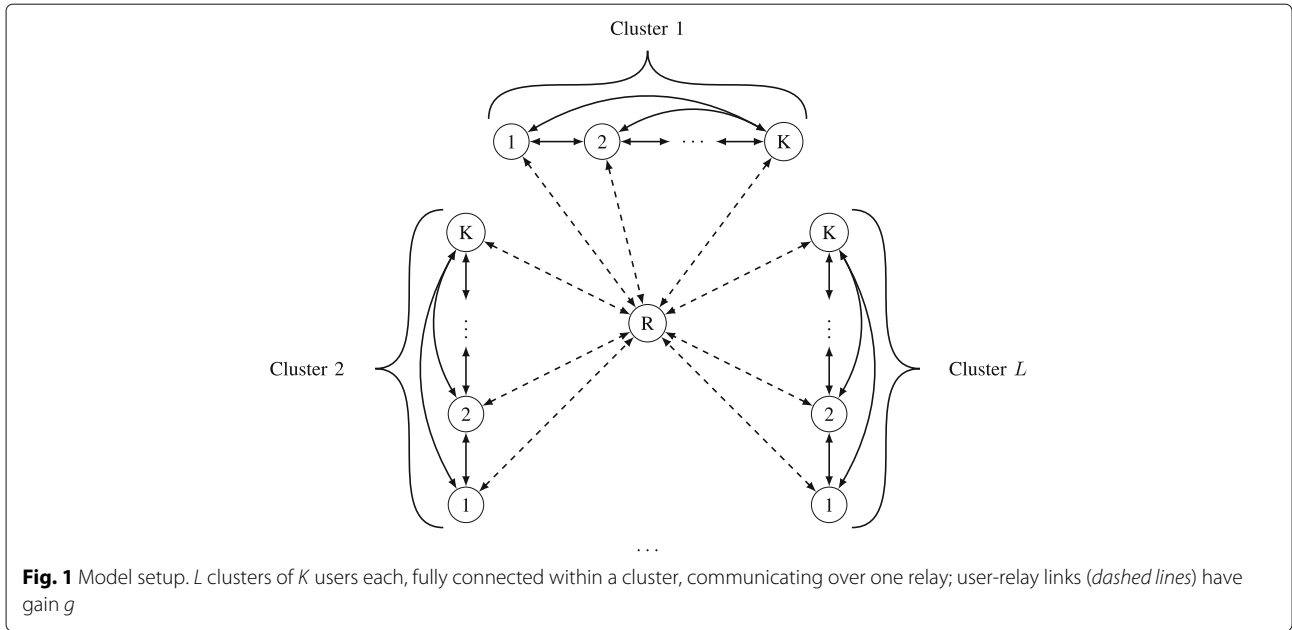 Cluster 1
1 2 ... K
K K
R
⋮ ⋮
Cluster 2 Cluster L
2 2
1 1
...
Fig. 1 Model setup. L clusters of K users each, fully connected within a cluster, communicating over one relay; user-relay links (dashed lines) have
gain g